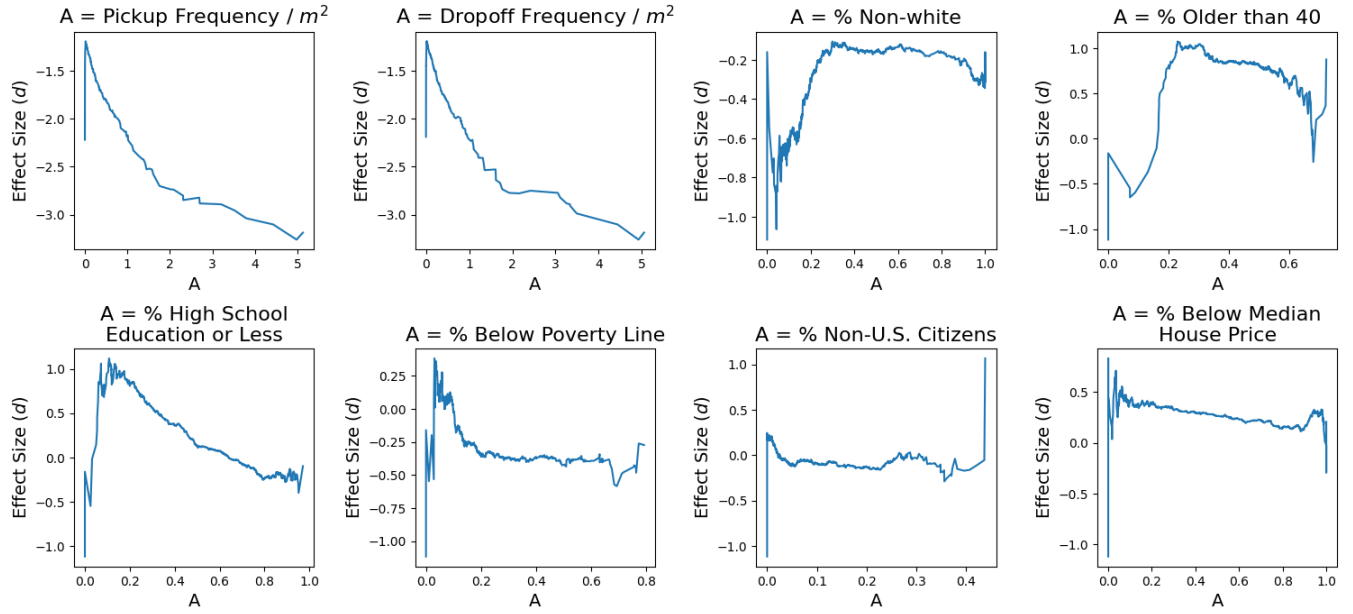 A = Pickup Frequency / m²
Effect Size (d)
−1.5
−2.0
−2.5
−3.0
0 1 2 3 4 5
A
A = Dropoff Frequency / m²
Effect Size (d)
−1.5
−2.0
−2.5
−3.0
0 1 2 3 4 5
A
A = % Non-white
Effect Size (d)
−0.2
−0.4
−0.6
−0.8
−1.0
0.0 0.2 0.4 0.6 0.8 1.0
A
A = % Older than 40
Effect Size (d)
1.0
0.5
0.0
−0.5
−1.0
0.0 0.2 0.4 0.6
A
A = % High School
Education or Less
Effect Size (d)
1.0
0.5
0.0
−0.5
−1.0
0.0 0.2 0.4 0.6 0.8 1.0
A
A = % Below Poverty Line
Effect Size (d)
0.25
0.00
−0.25
−0.50
−0.75
−1.00
0.0 0.2 0.4 0.6 0.8
A
A = % Non-U.S. Citizens
Effect Size (d)
1.0
0.5
0.0
−0.5
−1.0
0.0 0.1 0.2 0.3 0.4
A
A = % Below Median
House Price
Effect Size (d)
0.5
0.0
−0.5
−1.0
0.0 0.2 0.4 0.6 0.8 1.0
A